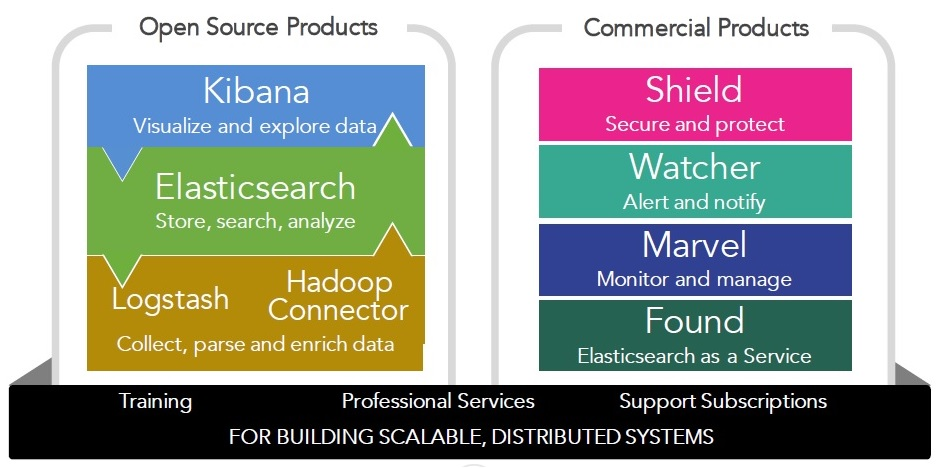 Open Source Products
Kibana
Visualize and explore data
Elasticsearch
Store, search, analyze
Logstash
Hadoop
Connector
Collect, parse and enrich data
Commercial Products
Shield
Secure and protect
Watcher
Alert and notify
Marvel
Monitor and manage
Found
Elasticsearch as a Service
Training Professional Services Support Subscriptions
FOR BUILDING SCALABLE, DISTRIBUTED SYSTEMS